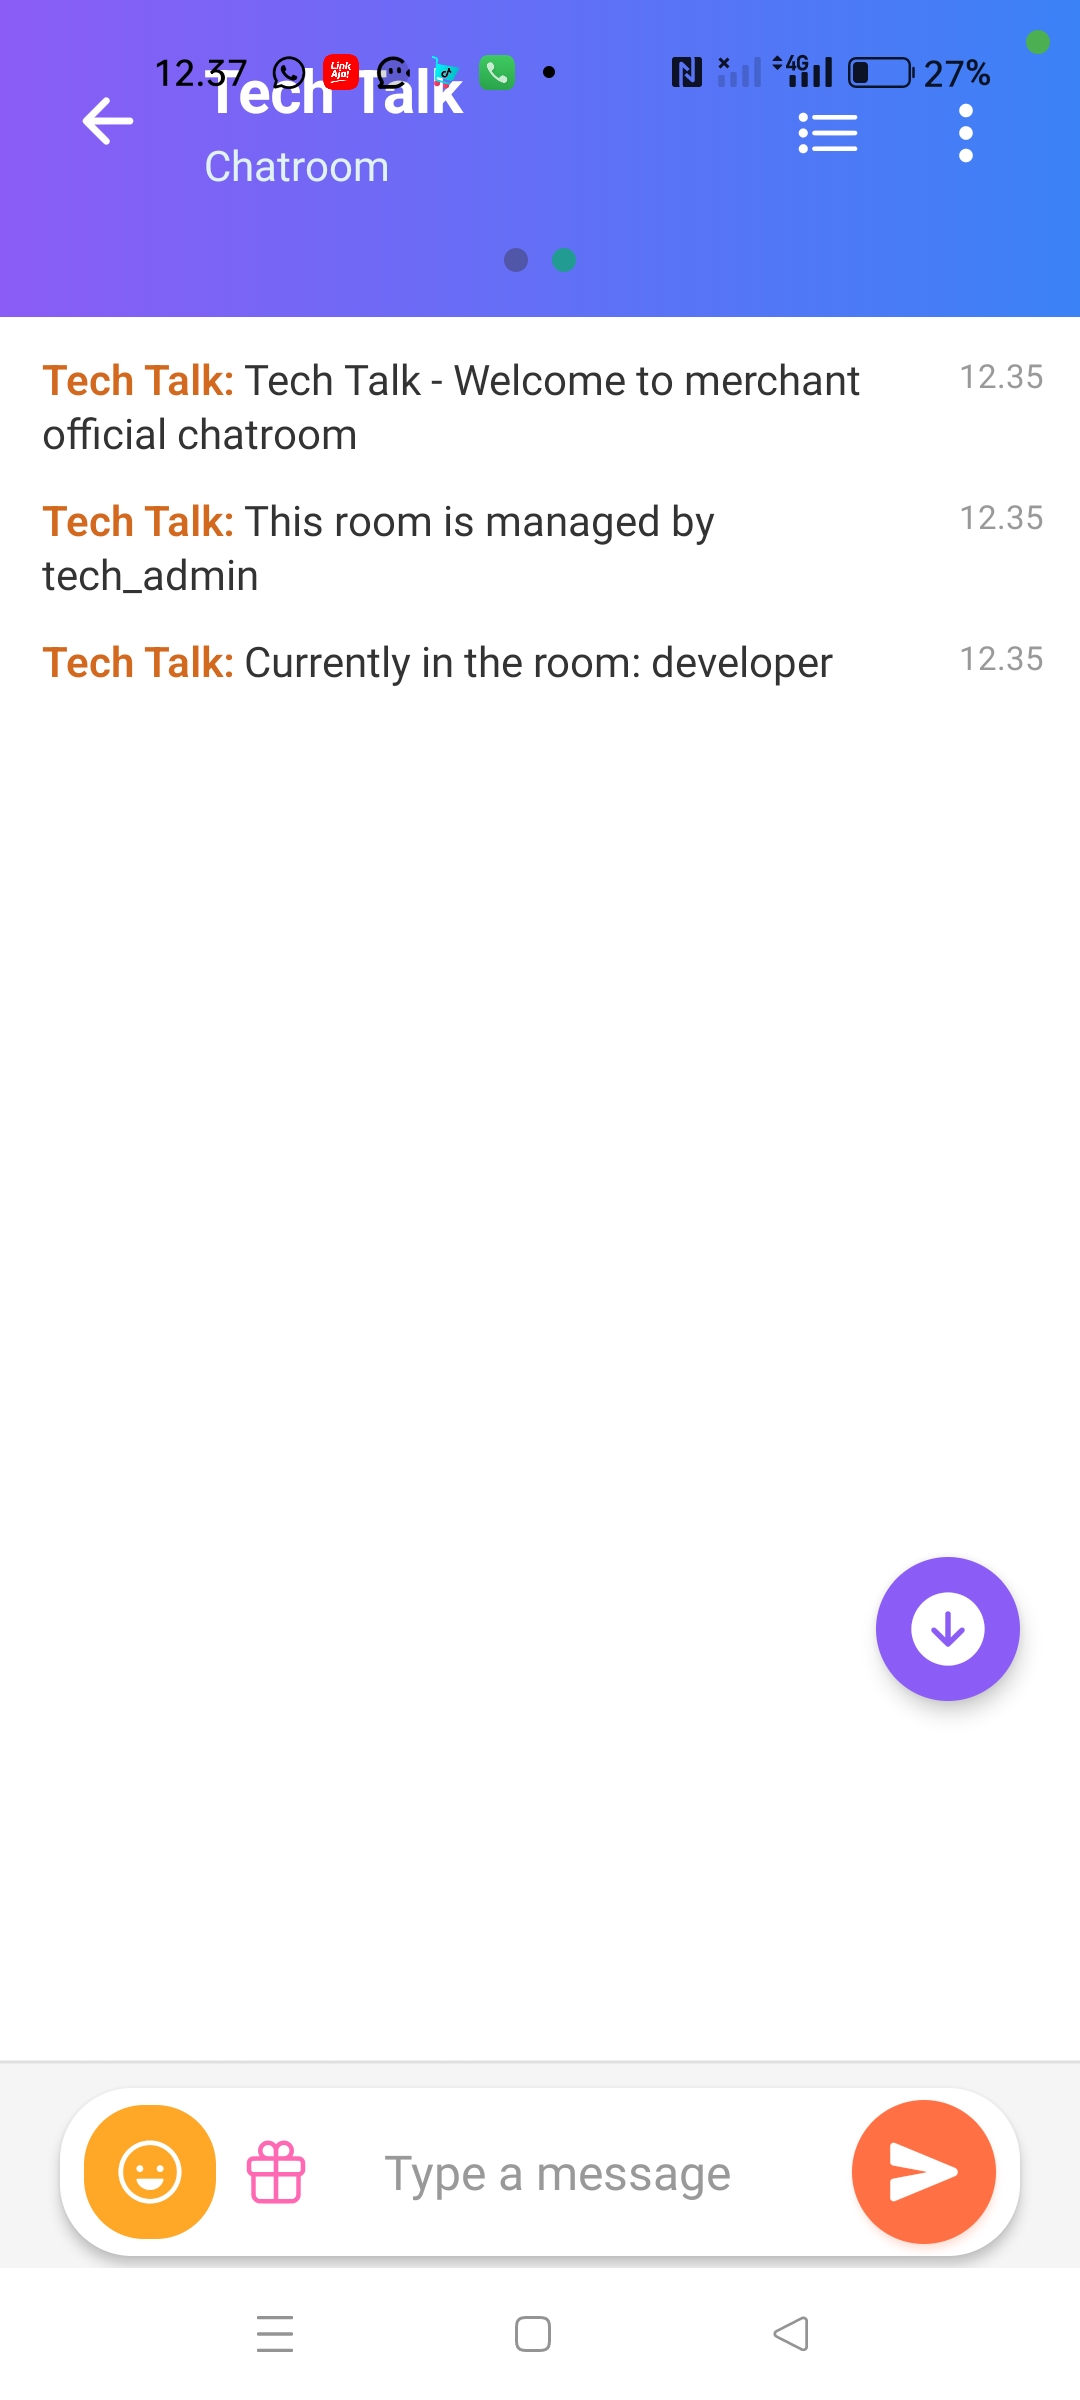 12.37
Link Aja!
4G
27%
Tech Talk
Chatroom
Tech Talk: Tech Talk - Welcome to merchant
official chatroom
12.35
Tech Talk: This room is managed by
tech_admin
12.35
Tech Talk: Currently in the room: developer
12.35
Type a message